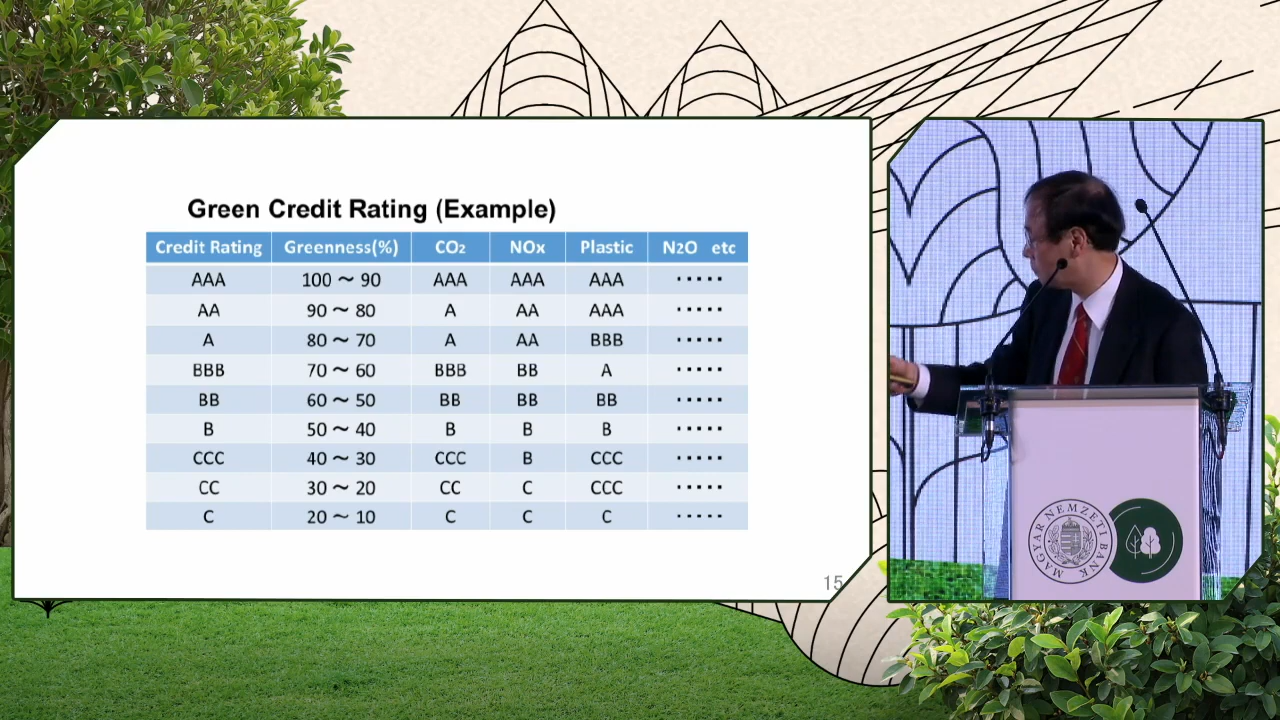 Green Credit Rating (Example)
Credit Rating Greenness(%) CO₂ NOx Plastic N2O etc
AAA 100 ～ 90 AAA AAA AAA ·····
AA 90 ～ 80 A AA AAA ·····
A 80 ～ 70 A AA BBB ·····
BBB 70 ～ 60 BBB BB A ·····
BB 60 ～ 50 BB BB BB ·····
B 50 ～ 40 B B B ·····
CCC 40 ～ 30 CCC B CCC ·····
CC 30 ～ 20 CC C CCC ·····
C 20 ～ 10 C C C ·····
15
MAGYAR NEMZETI BANK